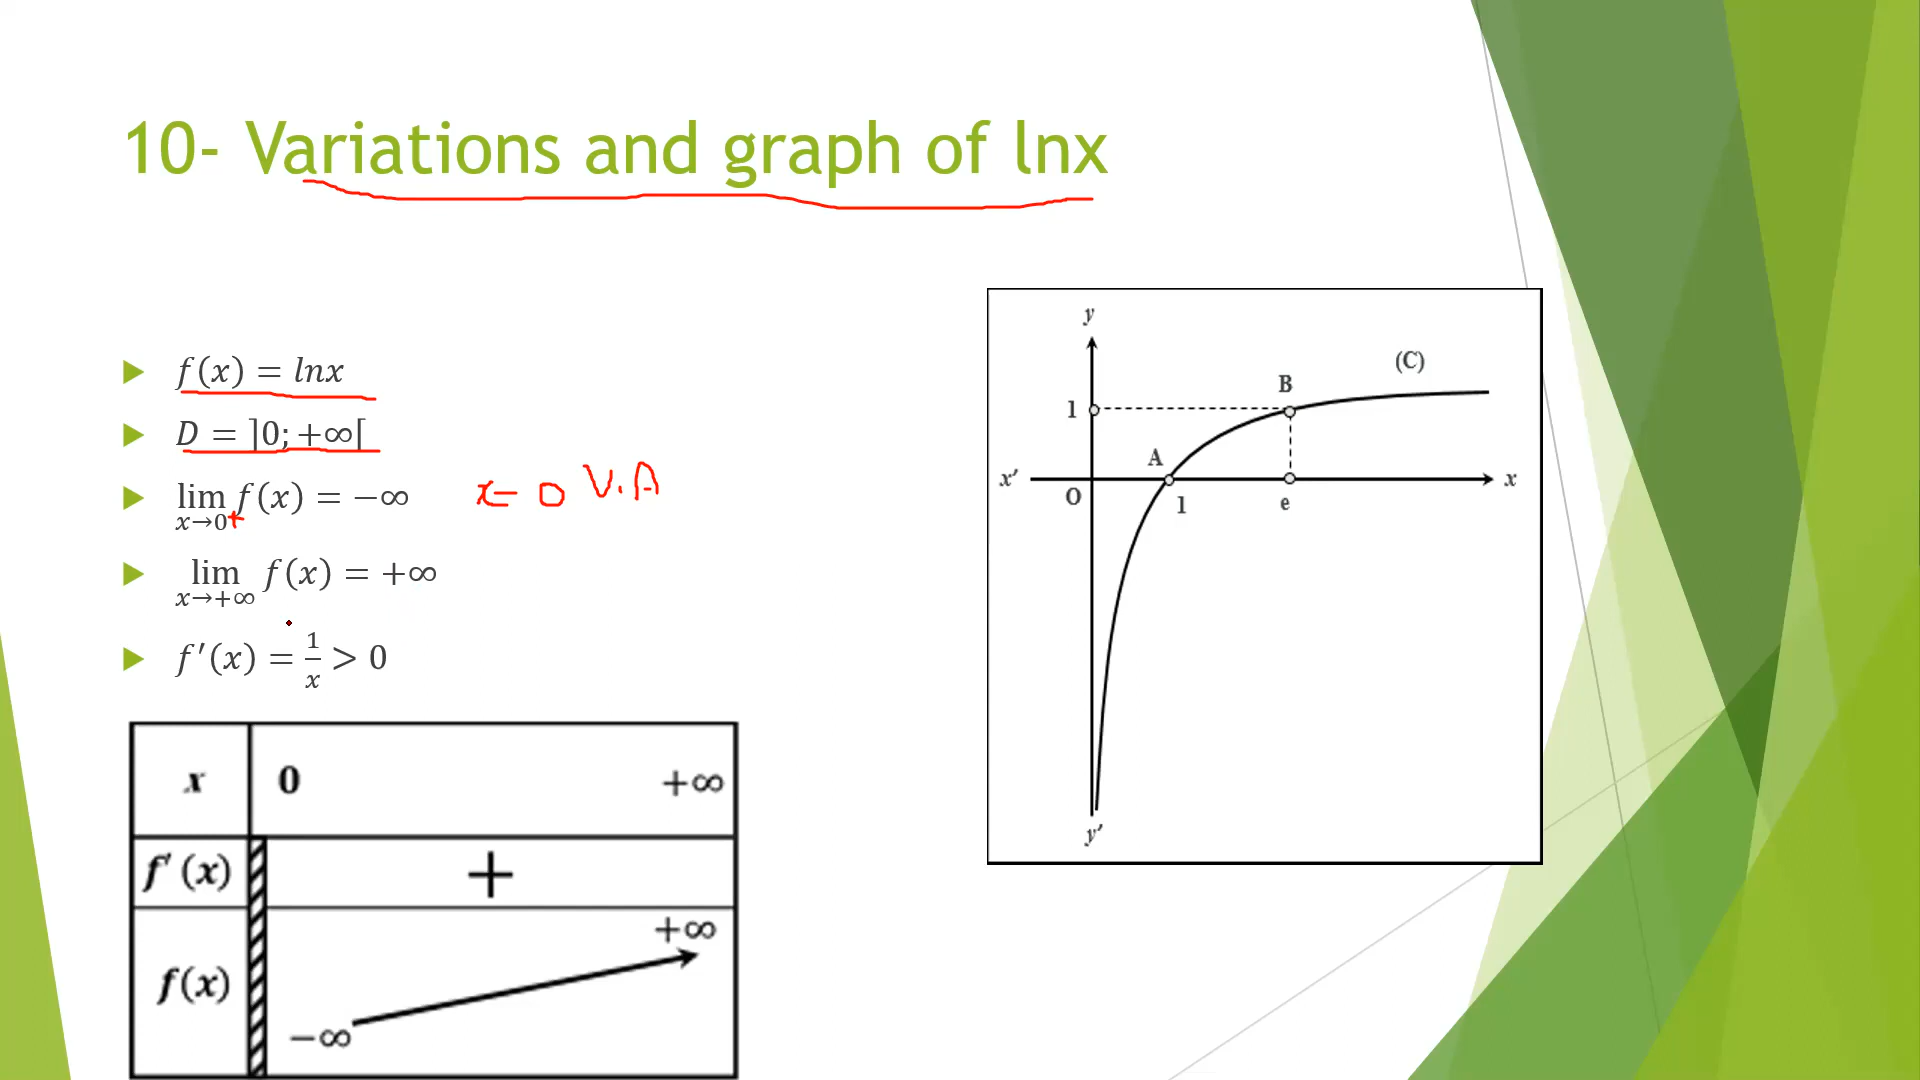 10- Variations and graph of lnx
f(x) = lnx
D = ]0; +∞[
lim f(x) = −∞ x = 0 V.A
x→0+
lim f(x) = +∞
x→+∞
f′(x) = 1/x > 0
x 0 +∞
f′(x) +
+∞
f(x)
−∞
y
(C)
B
1
A
x′ x
O 1 e
y′